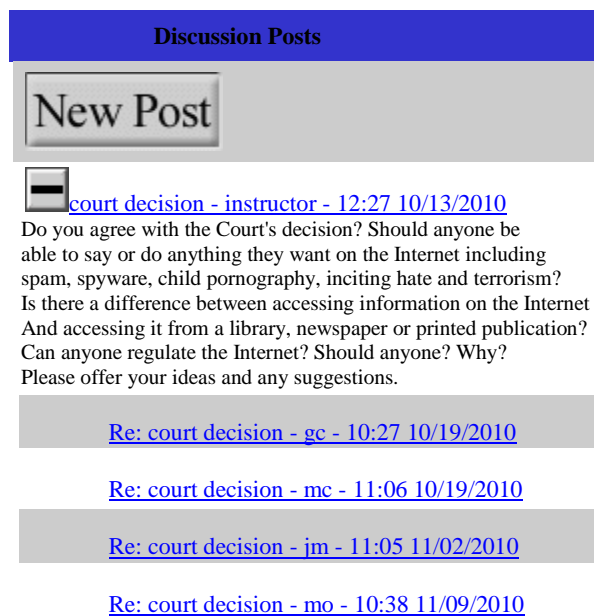 Discussion Posts
New Post
court decision - instructor - 12:27 10/13/2010
Do you agree with the Court's decision? Should anyone be
able to say or do anything they want on the Internet including
spam, spyware, child pornography, inciting hate and terrorism?
Is there a difference between accessing information on the Internet
And accessing it from a library, newspaper or printed publication?
Can anyone regulate the Internet? Should anyone? Why?
Please offer your ideas and any suggestions.
Re: court decision - gc - 10:27 10/19/2010
Re: court decision - mc - 11:06 10/19/2010
Re: court decision - jm - 11:05 11/02/2010
Re: court decision - mo - 10:38 11/09/2010